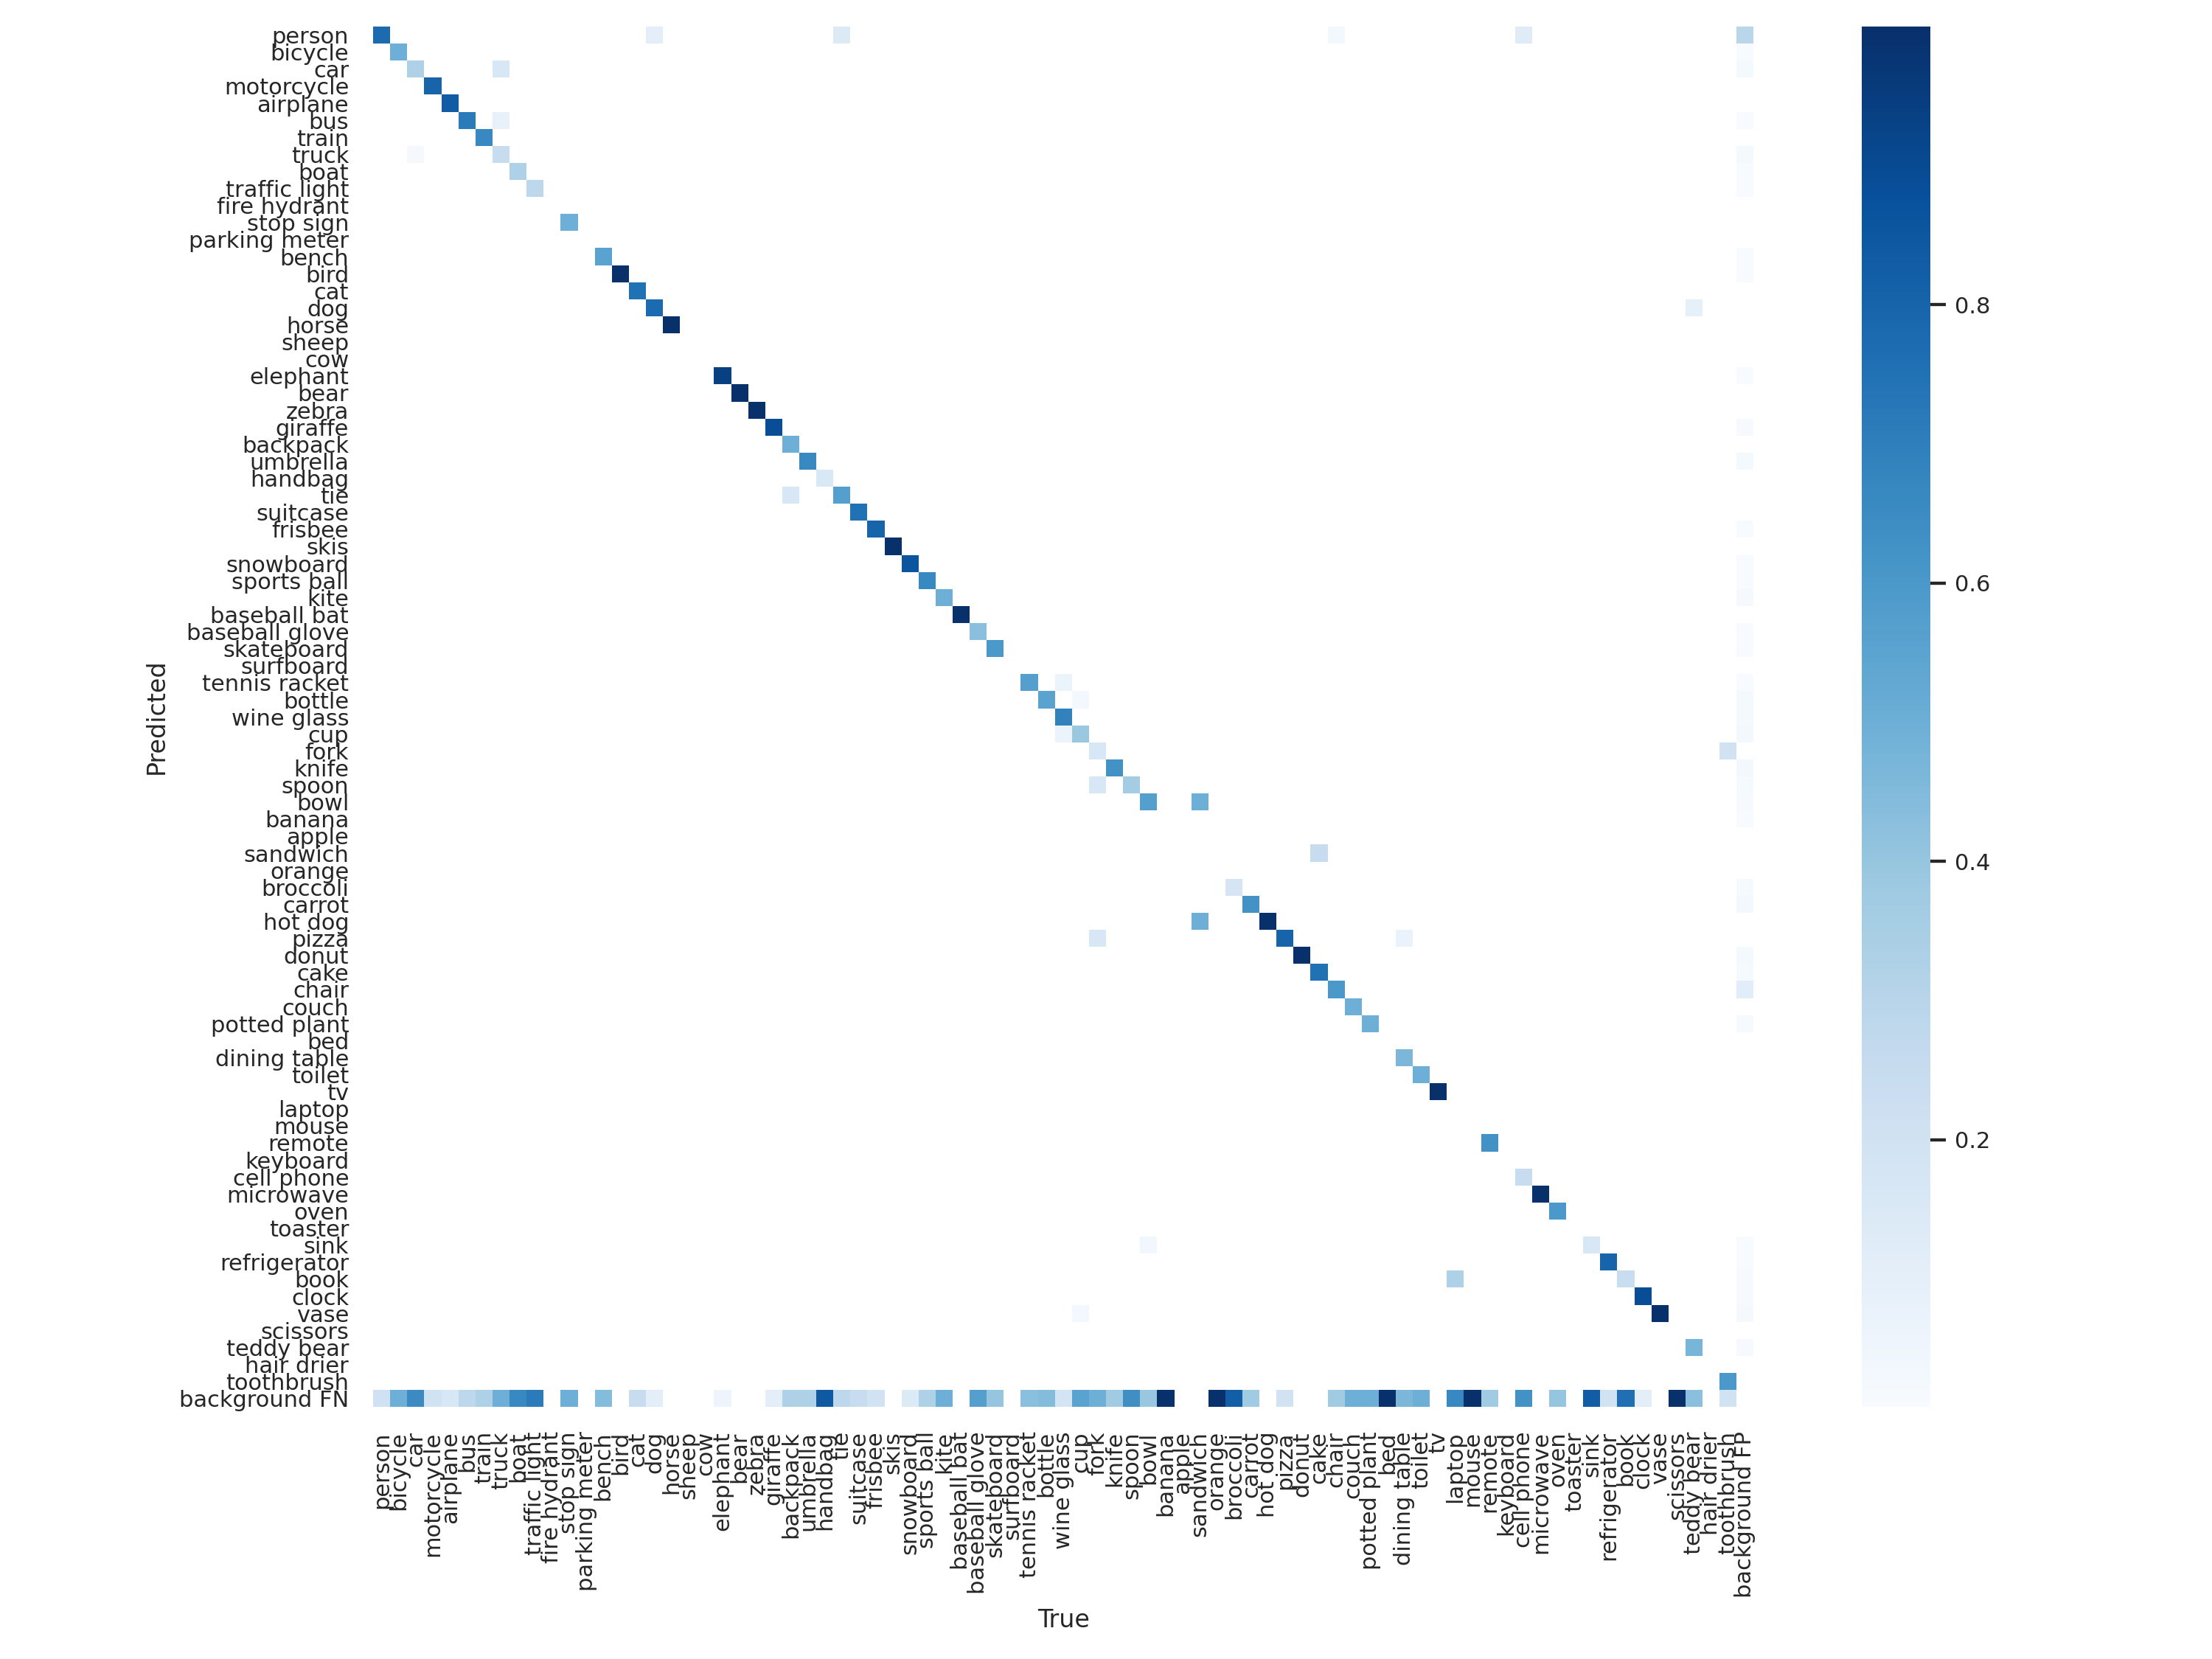 person
bicycle
car
motorcycle
airplane
bus
train
truck
boat
traffic light
fire hydrant
stop sign
parking meter
bench
bird
cat
dog
horse
sheep
cow
elephant
bear
zebra
giraffe
backpack
umbrella
handbag
tie
suitcase
frisbee
skis
snowboard
sports ball
kite
baseball bat
baseball glove
skateboard
surfboard
tennis racket
bottle
wine glass
cup
fork
knife
spoon
bowl
banana
apple
sandwich
orange
broccoli
carrot
hot dog
pizza
donut
cake
chair
couch
potted plant
bed
dining table
toilet
tv
laptop
mouse
remote
keyboard
cell phone
microwave
oven
toaster
sink
refrigerator
book
clock
vase
scissors
teddy bear
hair drier
toothbrush
background FN
Predicted
person
bicycle
car
motorcycle
airplane
bus
train
truck
boat
traffic light
fire hydrant
stop sign
parking meter
bench
bird
cat
dog
horse
sheep
cow
elephant
bear
zebra
giraffe
backpack
umbrella
handbag
tie
suitcase
frisbee
skis
snowboard
sports ball
kite
baseball bat
baseball glove
skateboard
surfboard
tennis racket
bottle
wine glass
cup
fork
knife
spoon
bowl
banana
apple
sandwich
orange
broccoli
carrot
hot dog
pizza
donut
cake
chair
couch
potted plant
bed
dining table
toilet
tv
laptop
mouse
remote
keyboard
cell phone
microwave
oven
toaster
sink
refrigerator
book
clock
vase
scissors
teddy bear
hair drier
toothbrush
background FP
True
0.8
0.6
0.4
0.2